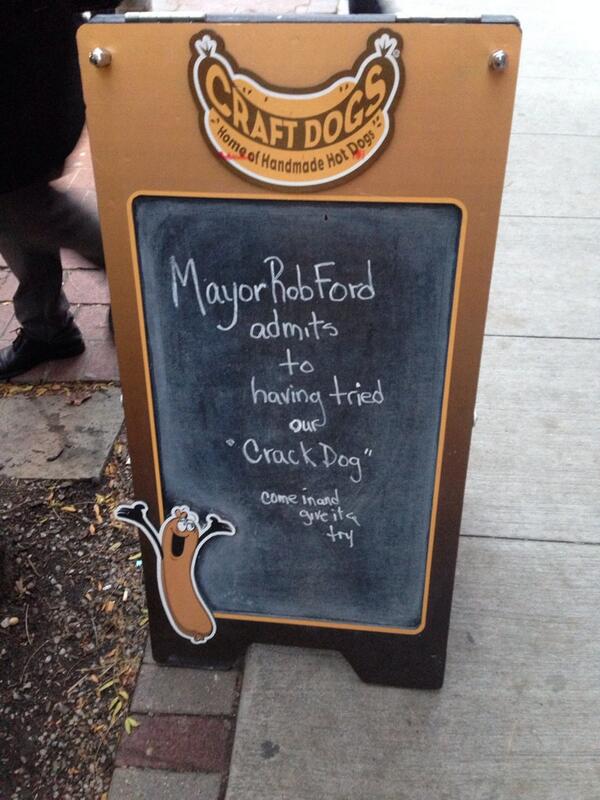 CRAFT DOGS®
Home of Handmade Hot Dogs
Mayor Rob Ford
admits
to
having tried
our
"Crack Dog"
come in and
give it a
try